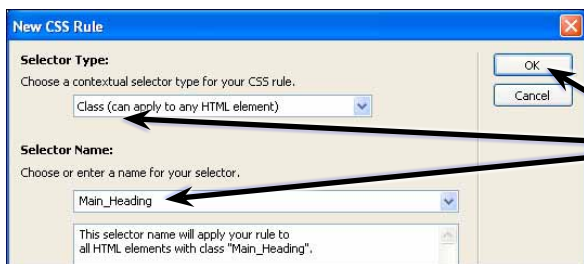 New CSS Rule
Selector Type:
Choose a contextual selector type for your CSS rule.
Class (can apply to any HTML element)
OK
Cancel
Selector Name:
Choose or enter a name for your selector.
Main_Heading
This selector name will apply your rule to
all HTML elements with class "Main_Heading".